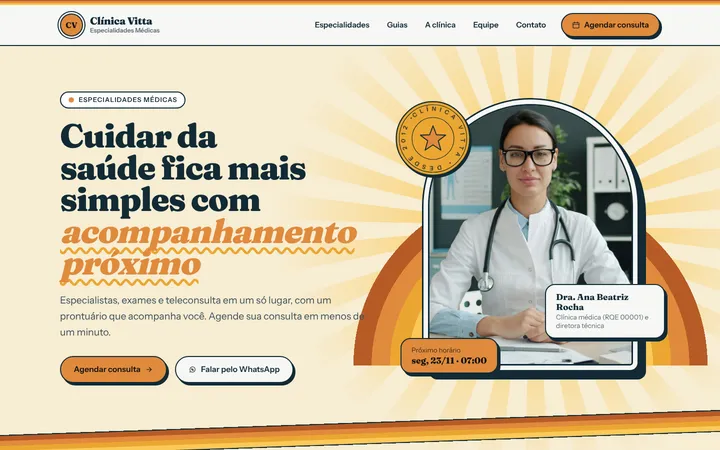 CV
Clínica Vitta
Especialidades Médicas
Especialidades
Guias
A clínica
Equipe
Contato
Agendar consulta
ESPECIALIDADES MÉDICAS
Cuidar da
saúde fica mais
simples com
acompanhamento
próximo
Especialistas, exames e teleconsulta em um só lugar, com um
prontuário que acompanha você. Agende sua consulta em menos de
um minuto.
Agendar consulta →
Falar pelo WhatsApp
CLÍNICA VITTA · DESDE 2012 ·
Dra. Ana Beatriz
Rocha
Clínica médica (RQE 00001) e
diretora técnica
Próximo horário
seg, 23/11 · 07:00